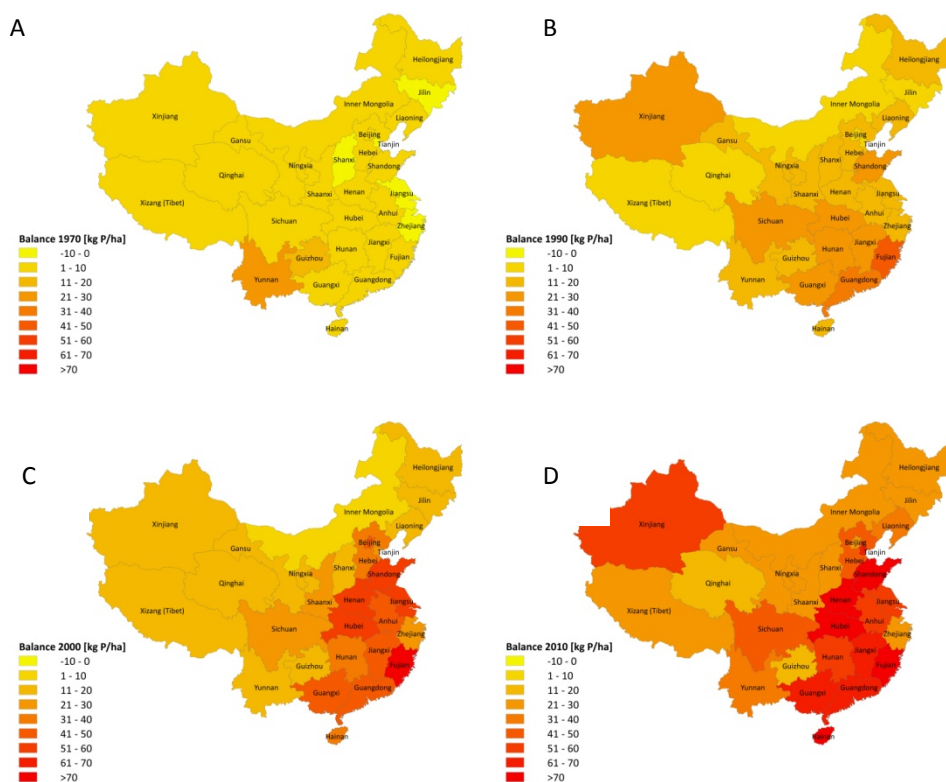 A
Heilongjiang
Jilin
Inner Mongolia
Liaoning
Xinjiang
Gansu
Beijing
Tianjin
Hebei
Ningxia
Shanxi
Shandong
Qinghai
Shaanxi
Henan
Jiangsu
Xizang (Tibet)
Hubei
Anhui
Sichuan
Zhejiang
Hunan
Jiangxi
Guizhou
Fujian
Yunnan
Guangxi
Guangdong
Hainan
Balance 1970 [kg P/ha]
-10 - 0
1 - 10
11 - 20
21 - 30
31 - 40
41 - 50
51 - 60
61 - 70
>70
B
Heilongjiang
Jilin
Inner Mongolia
Liaoning
Xinjiang
Gansu
Beijing
Tianjin
Hebei
Ningxia
Shanxi
Shandong
Qinghai
Shaanxi
Henan
Jiangsu
Xizang (Tibet)
Hubei
Anhui
Sichuan
Zhejiang
Hunan
Jiangxi
Guizhou
Fujian
Yunnan
Guangxi
Guangdong
Hainan
Balance 1990 [kg P/ha]
-10 - 0
1 - 10
11 - 20
21 - 30
31 - 40
41 - 50
51 - 60
61 - 70
>70
C
Heilongjiang
Jilin
Inner Mongolia
Liaoning
Xinjiang
Gansu
Beijing
Tianjin
Hebei
Ningxia
Shanxi
Shandong
Qinghai
Shaanxi
Henan
Jiangsu
Xizang (Tibet)
Hubei
Anhui
Sichuan
Zhejiang
Hunan
Jiangxi
Guizhou
Fujian
Yunnan
Guangxi
Guangdong
Hainan
Balance 2000 [kg P/ha]
-10 - 0
1 - 10
11 - 20
21 - 30
31 - 40
41 - 50
51 - 60
61 - 70
>70
D
Heilongjiang
Jilin
Inner Mongolia
Liaoning
Xinjiang
Gansu
Beijing
Tianjin
Hebei
Ningxia
Shanxi
Shandong
Qinghai
Shaanxi
Henan
Jiangsu
Xizang (Tibet)
Hubei
Anhui
Sichuan
Zhejiang
Hunan
Jiangxi
Guizhou
Fujian
Yunnan
Guangxi
Guangdong
Hainan
Balance 2010 [kg P/ha]
-10 - 0
1 - 10
11 - 20
21 - 30
31 - 40
41 - 50
51 - 60
61 - 70
>70